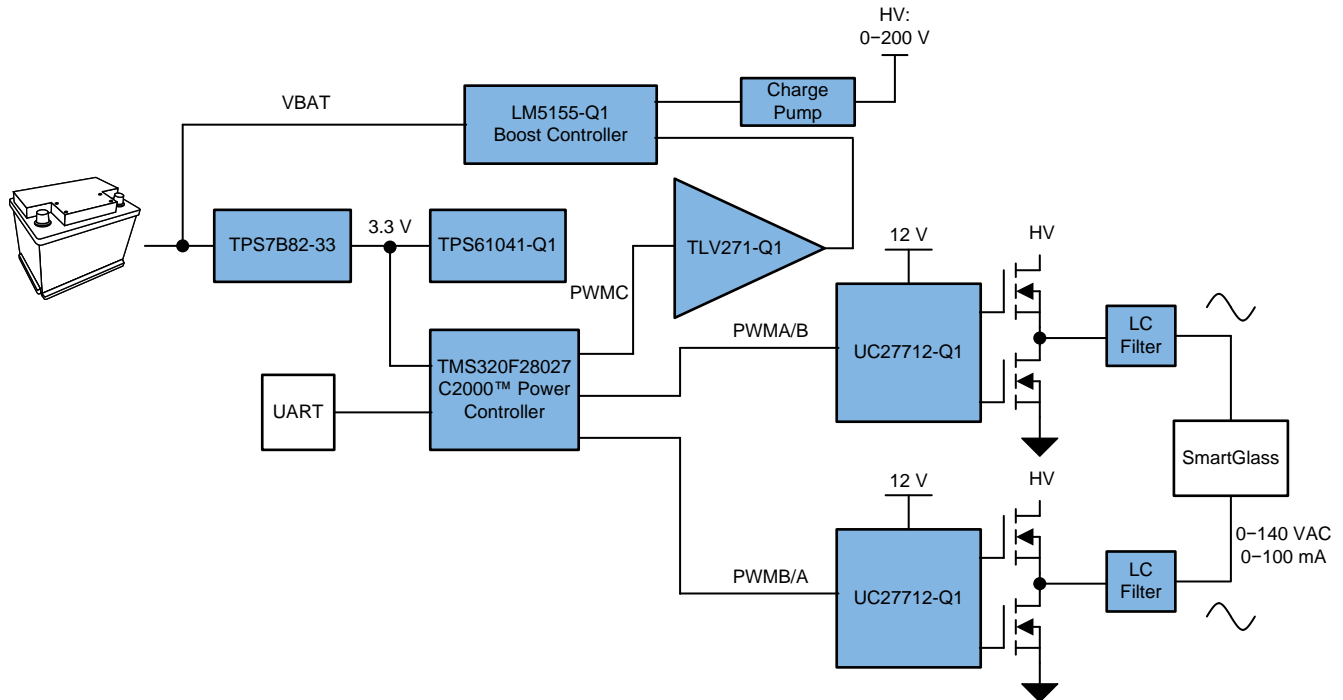 HV:
0−200 V
VBAT
LM5155-Q1
Boost Controller
Charge
Pump
TPS7B82-33
3.3 V
TPS61041-Q1
TLV271-Q1
PWMC
12 V
HV
UART
TMS320F28027
C2000™ Power
Controller
PWMA/B
UC27712-Q1
LC
Filter
SmartGlass
12 V
HV
PWMB/A
UC27712-Q1
LC
Filter
0−140 VAC
0−100 mA